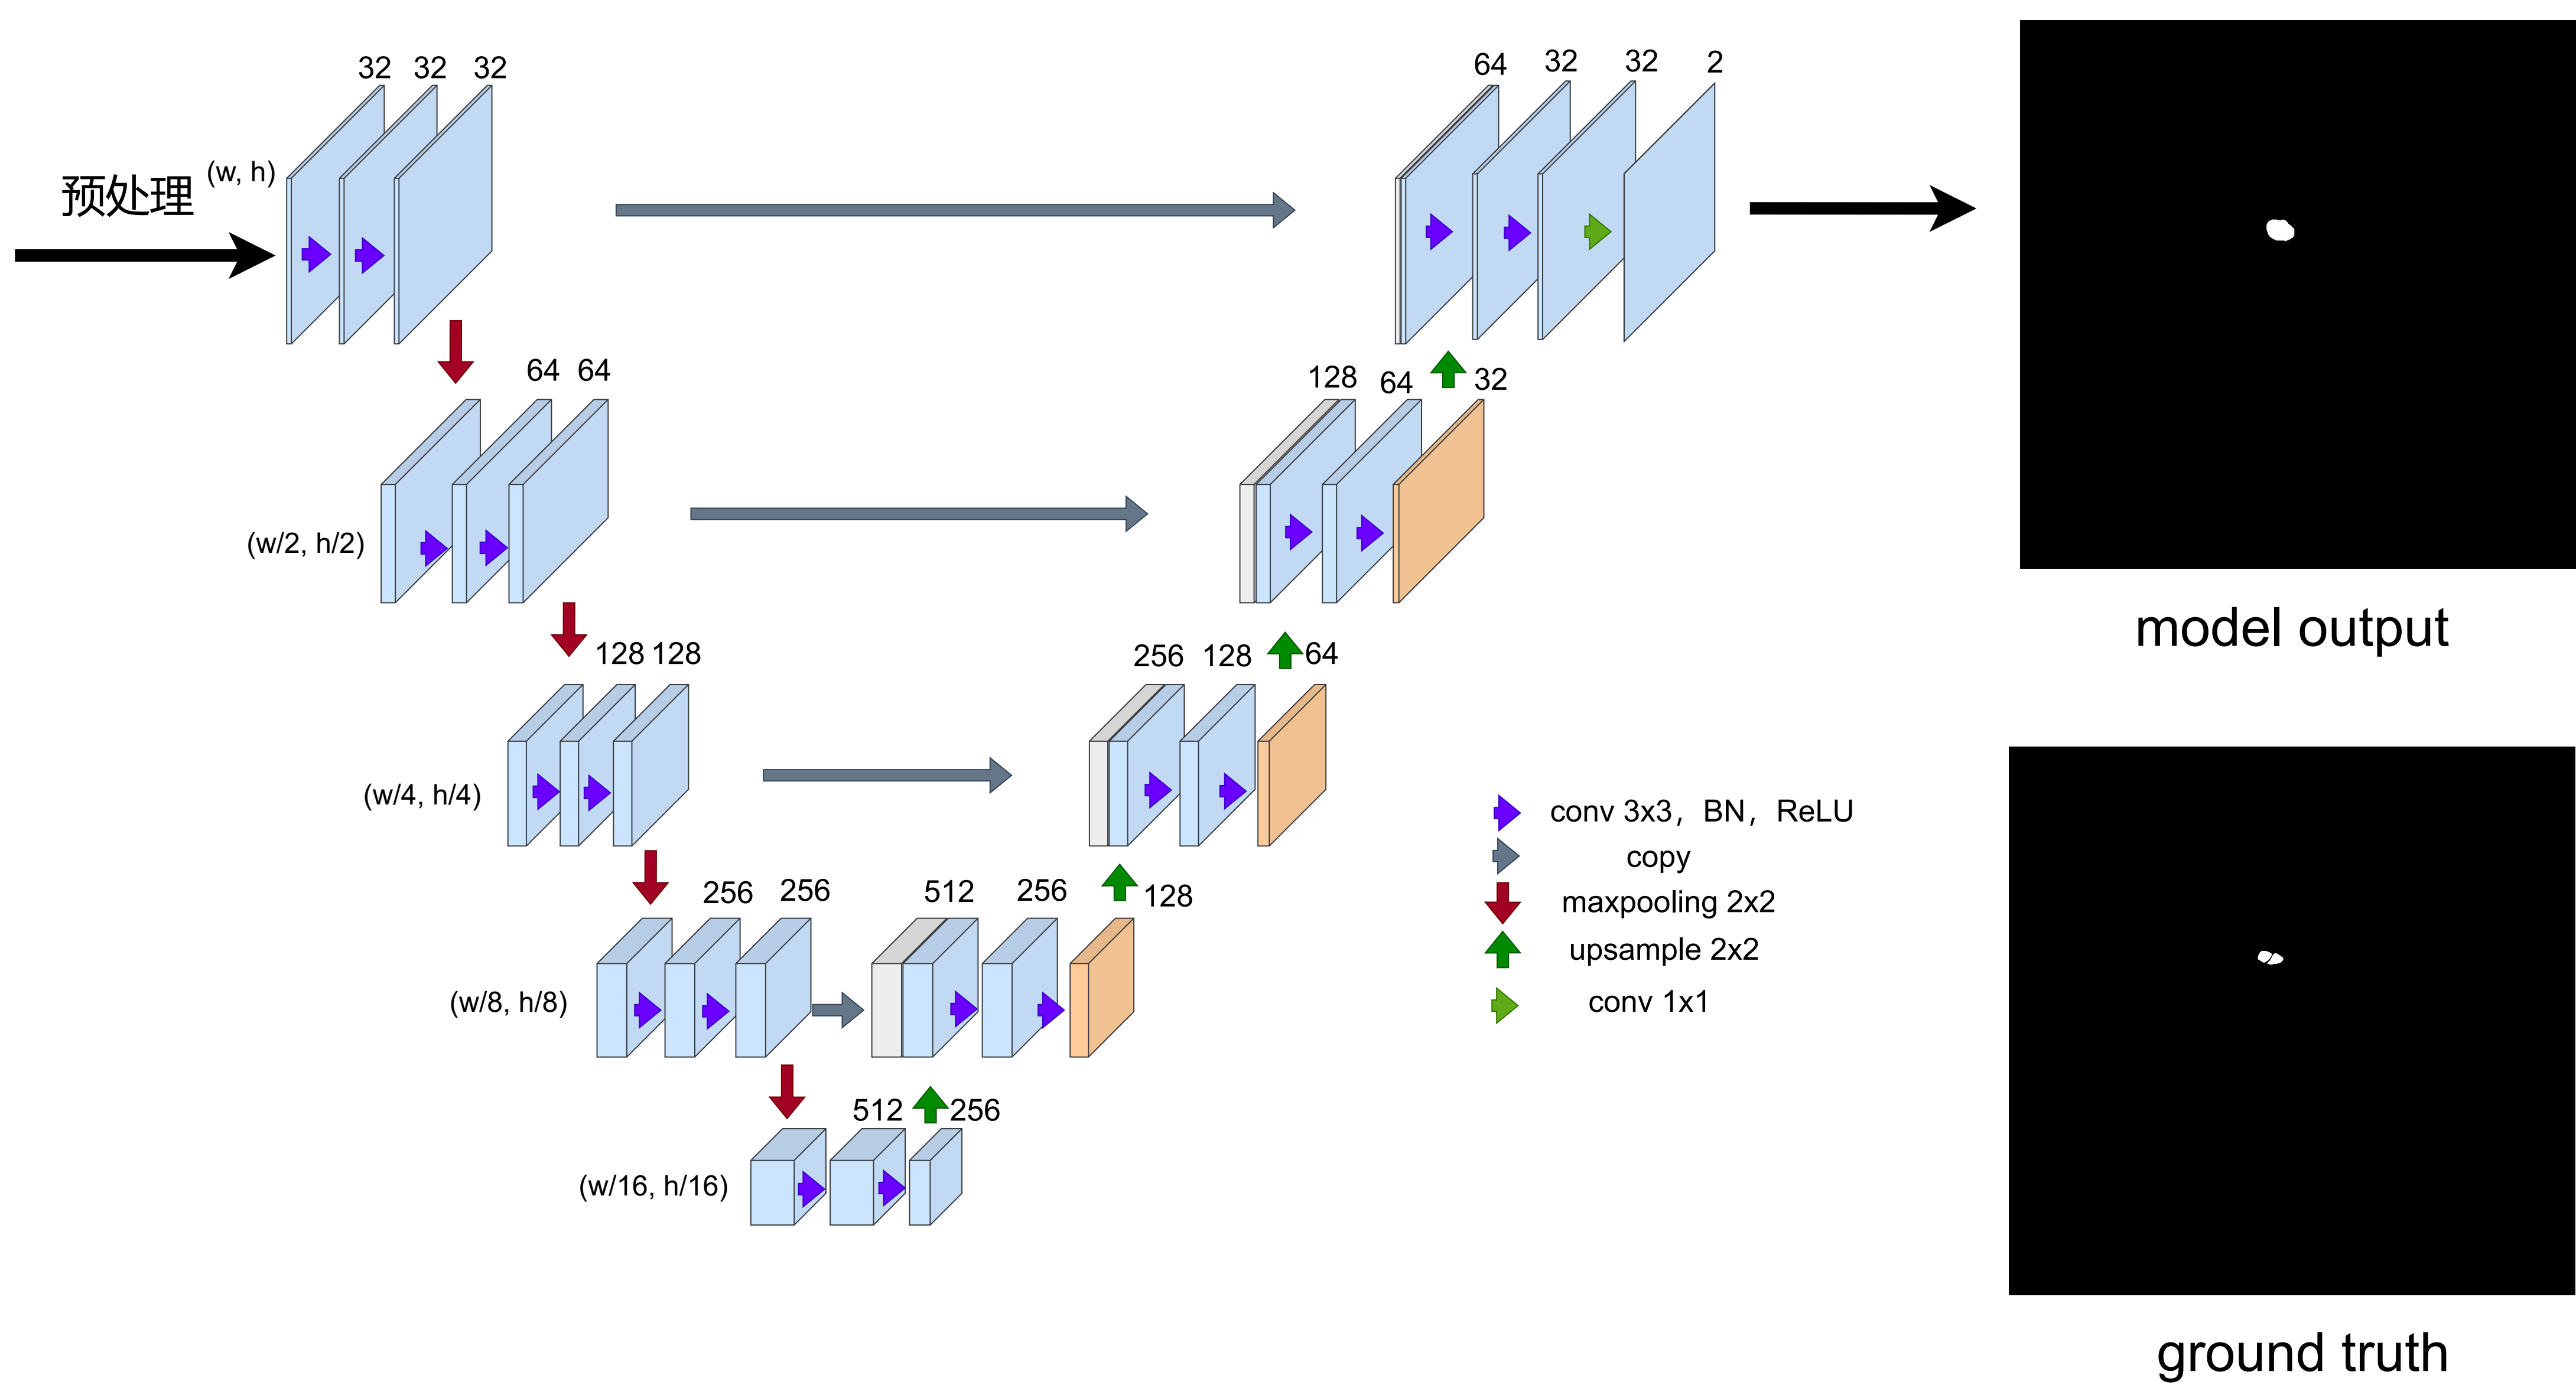 32 32 32
64 32 32 2
预处理
(w, h)
64 64
128 64 32
(w/2, h/2)
model output
128 128
256 128 64
(w/4, h/4)
conv 3x3，BN，ReLU
copy
maxpooling 2x2
upsample 2x2
conv 1x1
256 256
512 256 128
(w/8, h/8)
512 256
(w/16, h/16)
ground truth